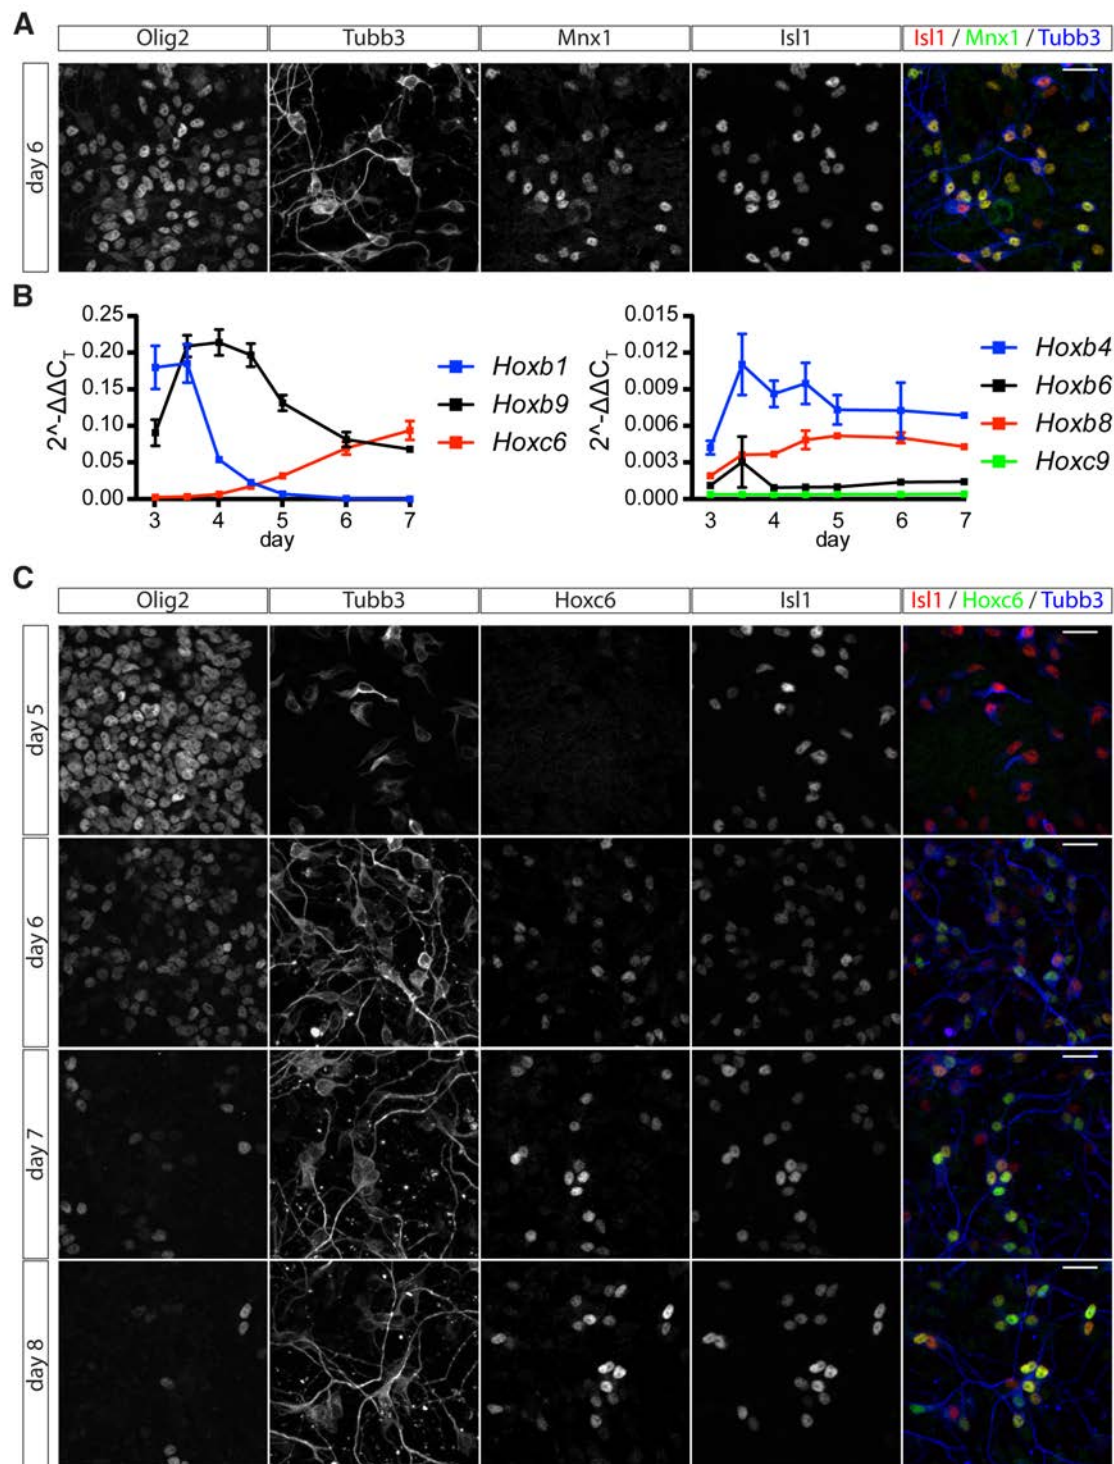 A
Olig2 Tubb3 Mnx1 Isl1 Isl1 / Mnx1 / Tubb3
day 6
B
2^-ΔΔCT
0.25
0.20
0.15
0.10
0.05
0.00
3 4 5 6 7
day
Hoxb1
Hoxb9
Hoxc6
2^-ΔΔCT
0.015
0.012
0.009
0.006
0.003
0.000
3 4 5 6 7
day
Hoxb4
Hoxb6
Hoxb8
Hoxc9
C
Olig2 Tubb3 Hoxc6 Isl1 Isl1 / Hoxc6 / Tubb3
day 5
day 6
day 7
day 8